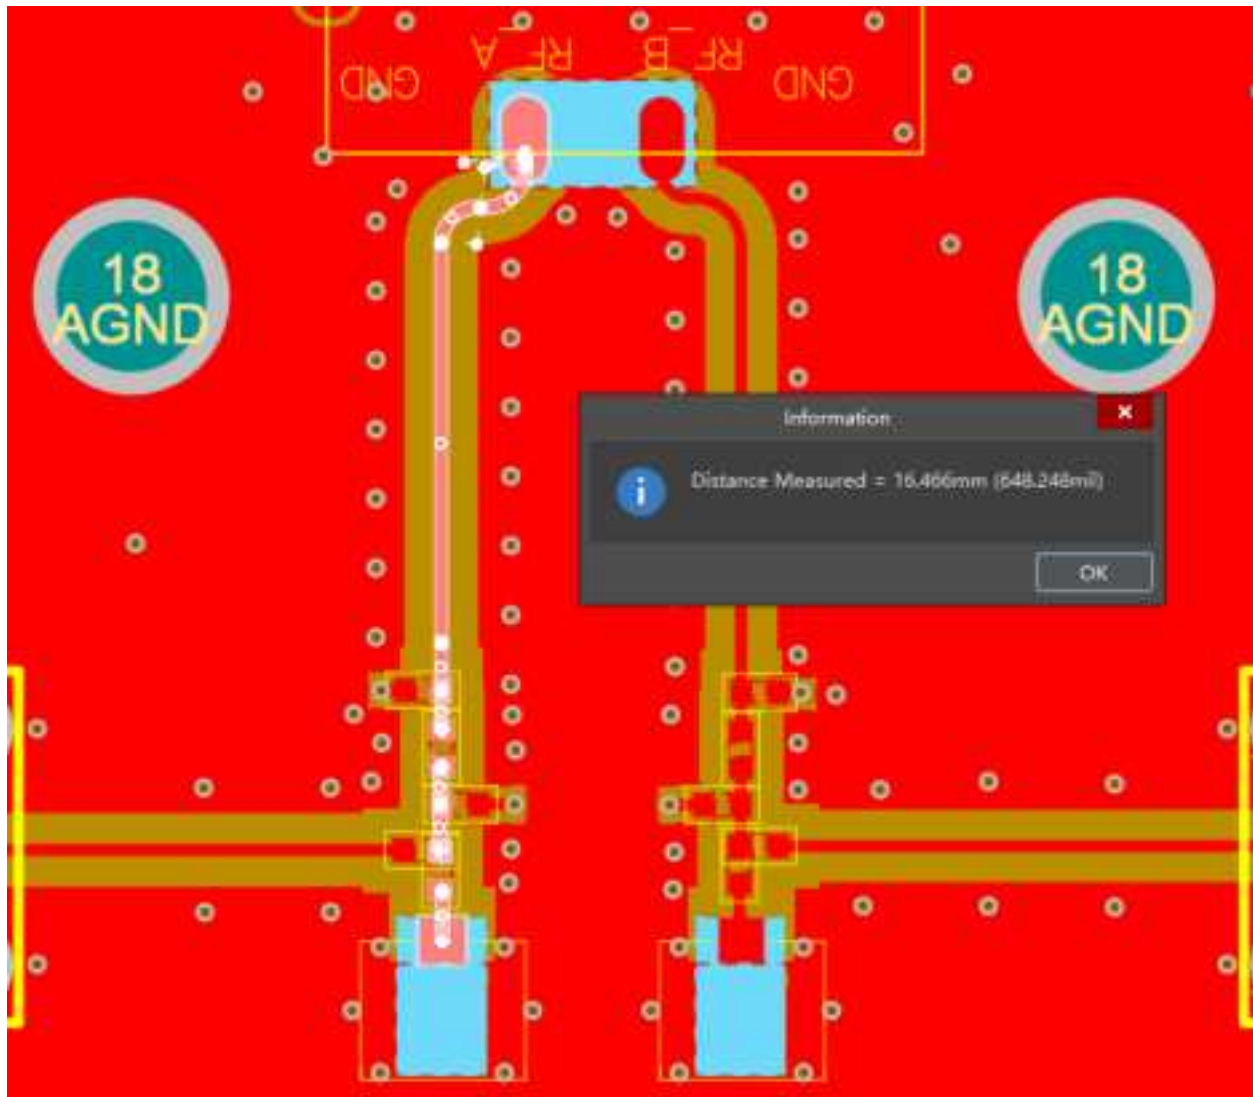 RF_A
RF_B
GND
GND
18
AGND
18
AGND
Information
Distance Measured = 16.466mm (648.248mil)
OK